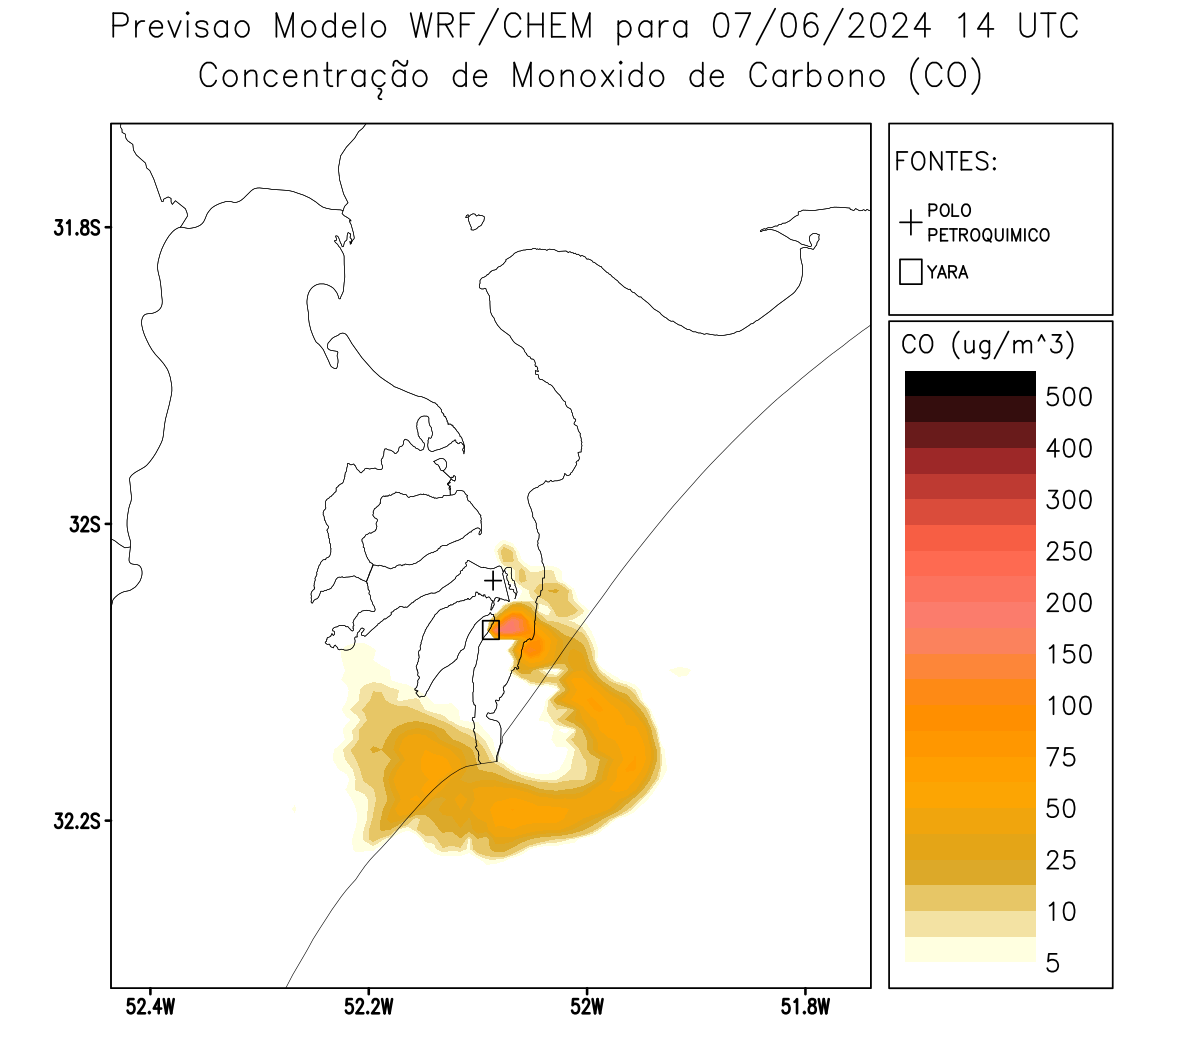 Previsao Modelo WRF/CHEM para 07/06/2024 14 UTC
Concentração de Monoxido de Carbono (CO)
FONTES:
POLO
PETROQUIMICO
YARA
CO (ug/m^3)
500
400
300
250
200
150
100
75
50
25
10
5
31.8S
32S
32.2S
52.4W
52.2W
52W
51.8W